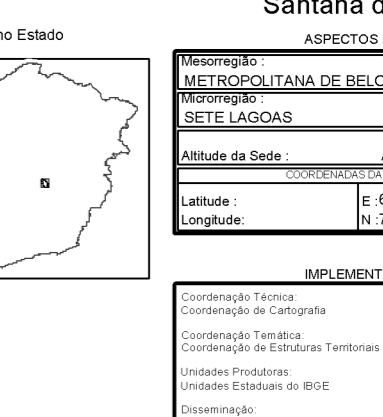 Santana d
no Estado
ASPECTOS
Mesorregião :
METROPOLITANA DE BELO
Microrregião :
SETE LAGOAS
Altitude da Sede :
COORDENADAS DA
Latitude :
E :6
Longitude:
N :7
IMPLEMENT
Coordenação Técnica:
Coordenação de Cartografia
Coordenação Temática:
Coordenação de Estruturas Territoriais
Unidades Produtoras:
Unidades Estaduais do IBGE
Disseminação: